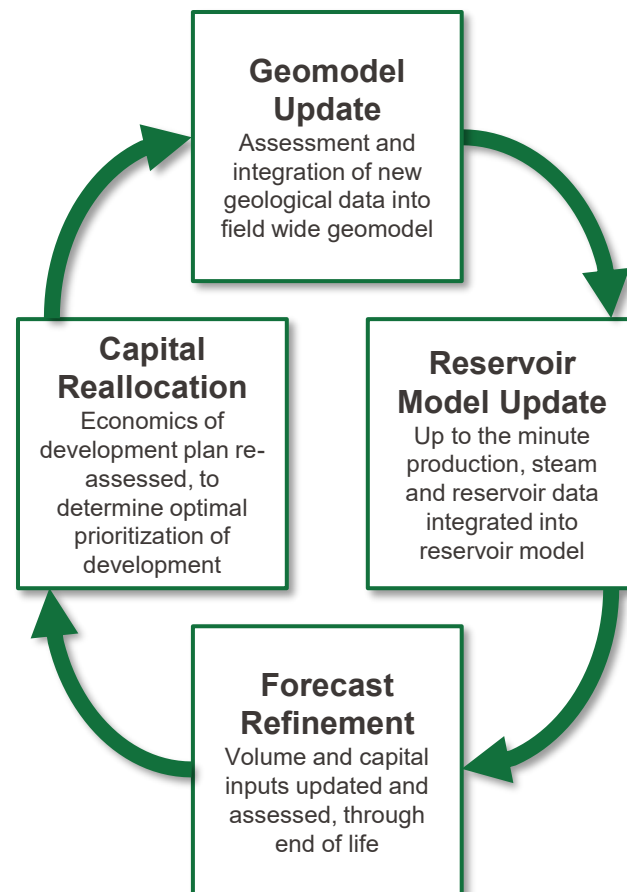 Geomodel
Update
Assessment and
integration of new
geological data into
field wide geomodel
Capital
Reallocation
Economics of
development plan re-
assessed, to
determine optimal
prioritization of
development
Reservoir
Model Update
Up to the minute
production, steam
and reservoir data
integrated into
reservoir model
Forecast
Refinement
Volume and capital
inputs updated and
assessed, through
end of life